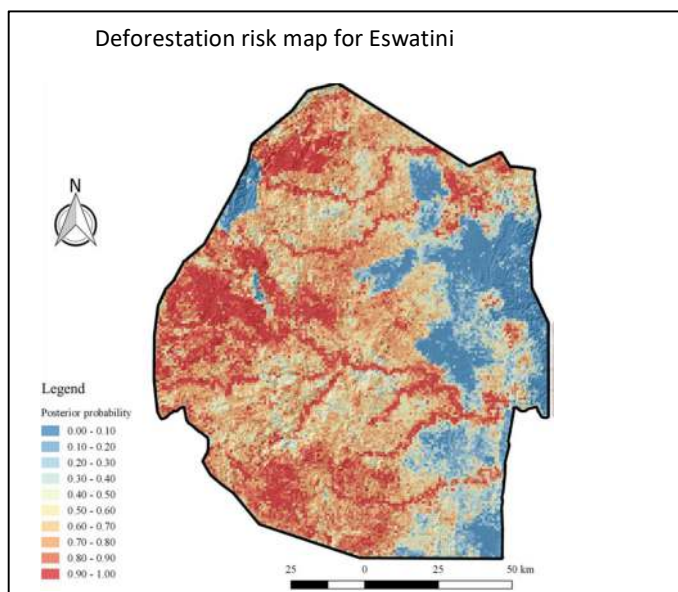 Deforestation risk map for Eswatini
N
Legend
Posterior probability
0.00 - 0.10
0.10 - 0.20
0.20 - 0.30
0.30 - 0.40
0.40 - 0.50
0.50 - 0.60
0.60 - 0.70
0.70 - 0.80
0.80 - 0.90
0.90 - 1.00
25 0 25 50 km